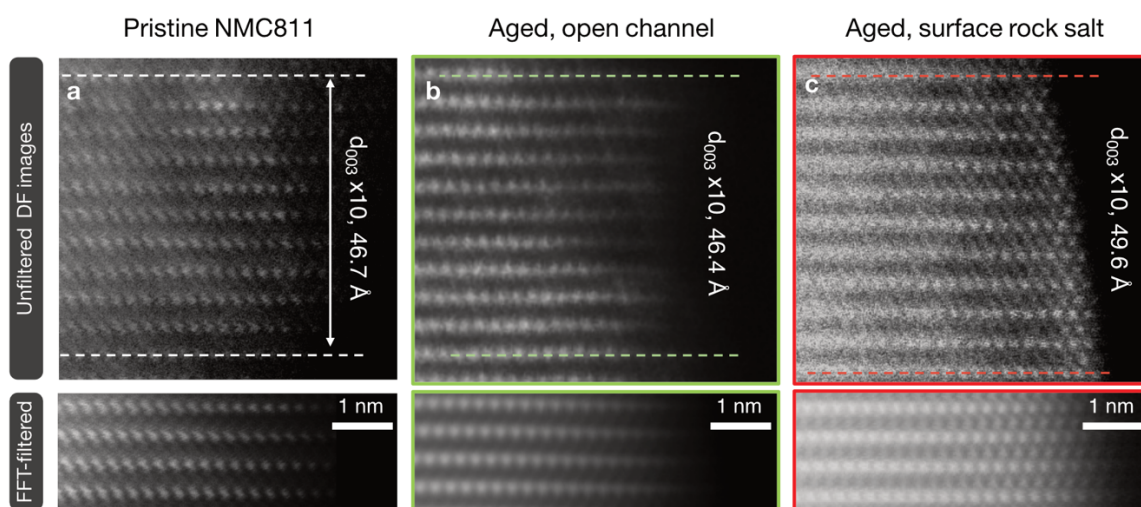 Pristine NMC811
Aged, open channel
Aged, surface rock salt
Unfiltered DF images
a
d₀₀₃ x10, 46.7 Å
b
d₀₀₃ x10, 46.4 Å
c
d₀₀₃ x10, 49.6 Å
FFT-filtered
1 nm
1 nm
1 nm